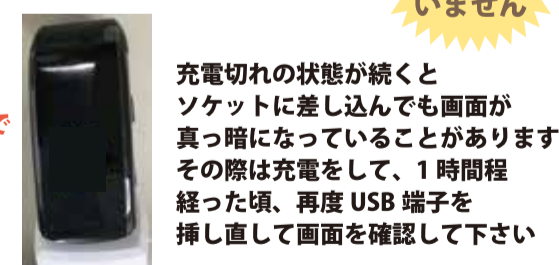 いません
で
充電切れの状態が続くと
ソケットに差し込んでも画面が
真っ暗になっていることがあります
その際は充電をして、1時間程
経った頃、再度 USB 端子を
挿し直して画面を確認して下さい